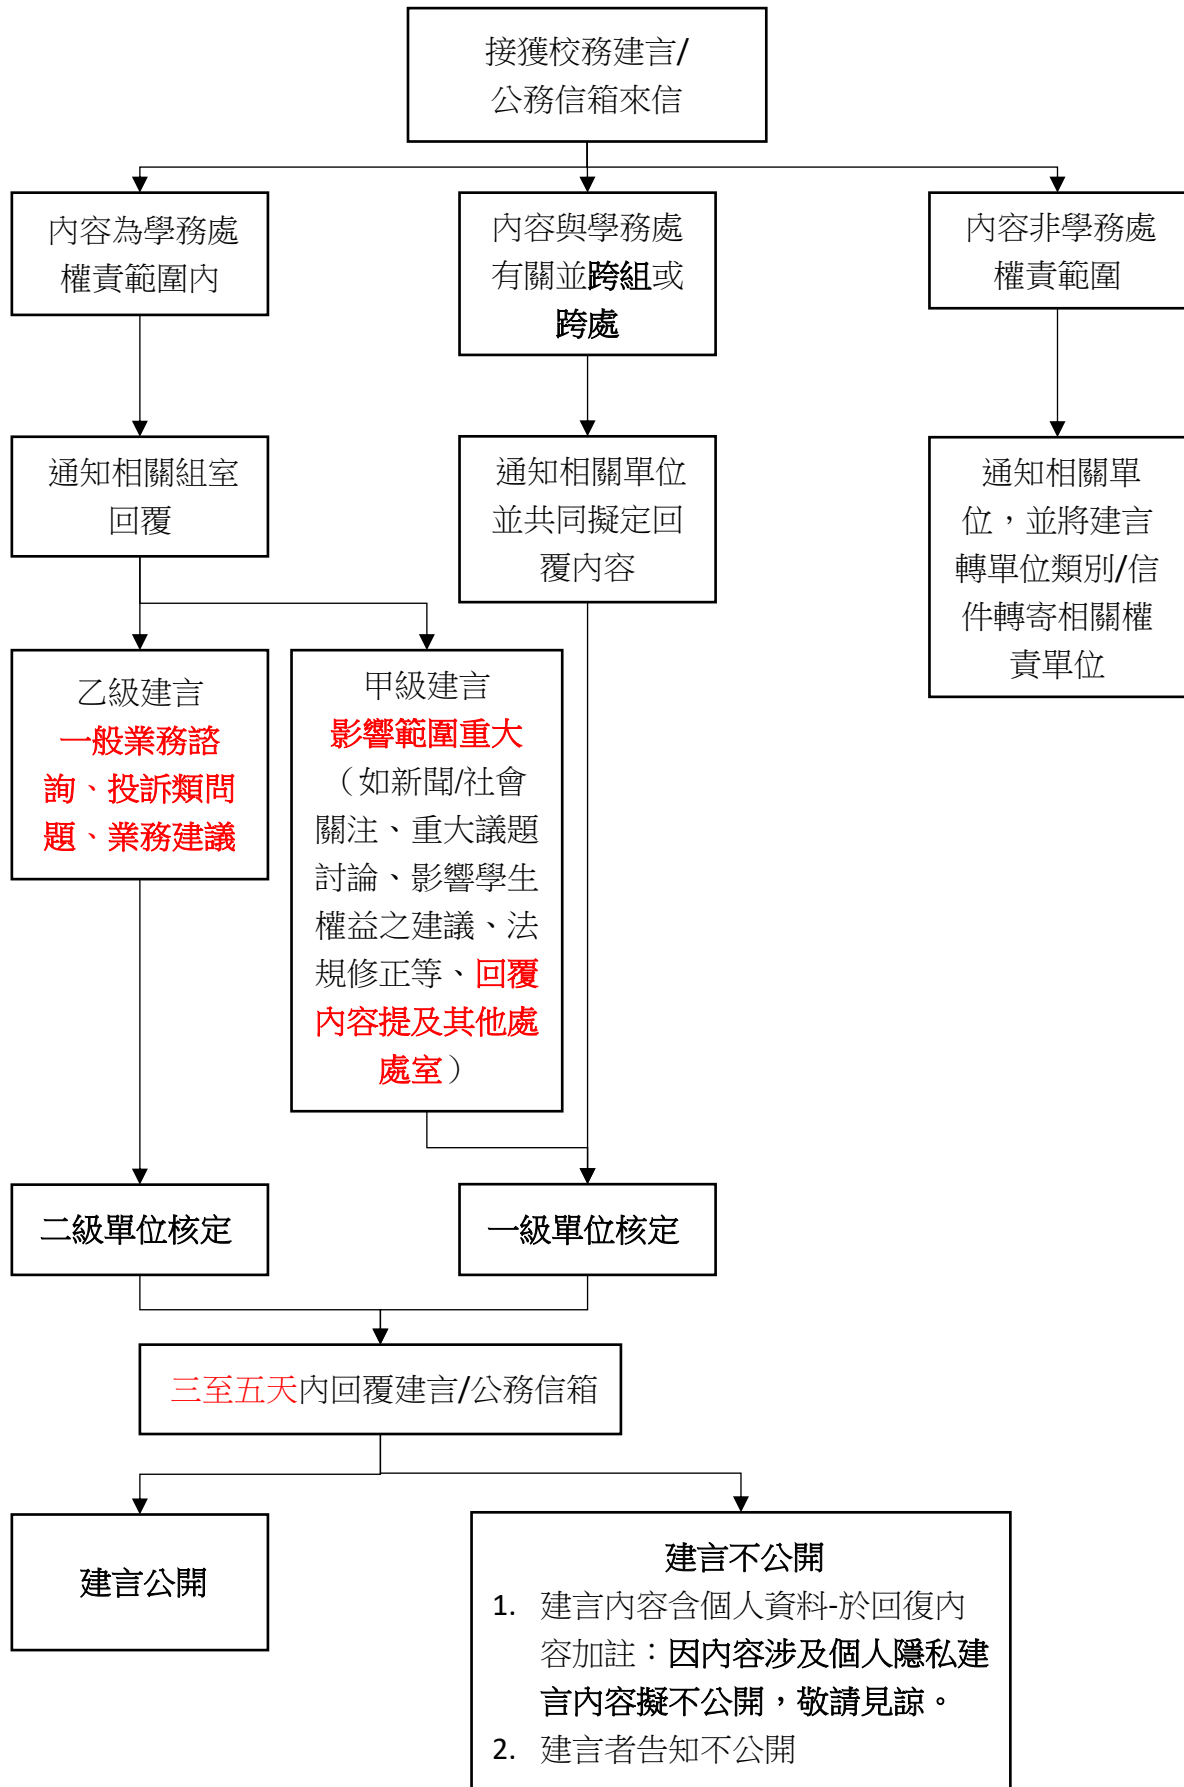 接獲校務建言/
公務信箱來信
內容為學務處
權責範圍內
內容與學務處
有關並跨組或
跨處
內容非學務處
權責範圍
通知相關組室
回覆
通知相關單位
並共同擬定回
覆內容
通知相關單
位，並將建言
轉單位類別/信
件轉寄相關權
責單位
乙級建言
一般業務諮
詢、投訴類問
題、業務建議
甲級建言
影響範圍重大
（如新聞/社會
關注、重大議題
討論、影響學生
權益之建議、法
規修正等、回覆
內容提及其他處
處室）
二級單位核定
一級單位核定
三至五天內回覆建言/公務信箱
建言公開
建言不公開
1. 建言內容含個人資料-於回復內
容加註：因內容涉及個人隱私建
言內容擬不公開，敬請見諒。
2. 建言者告知不公開